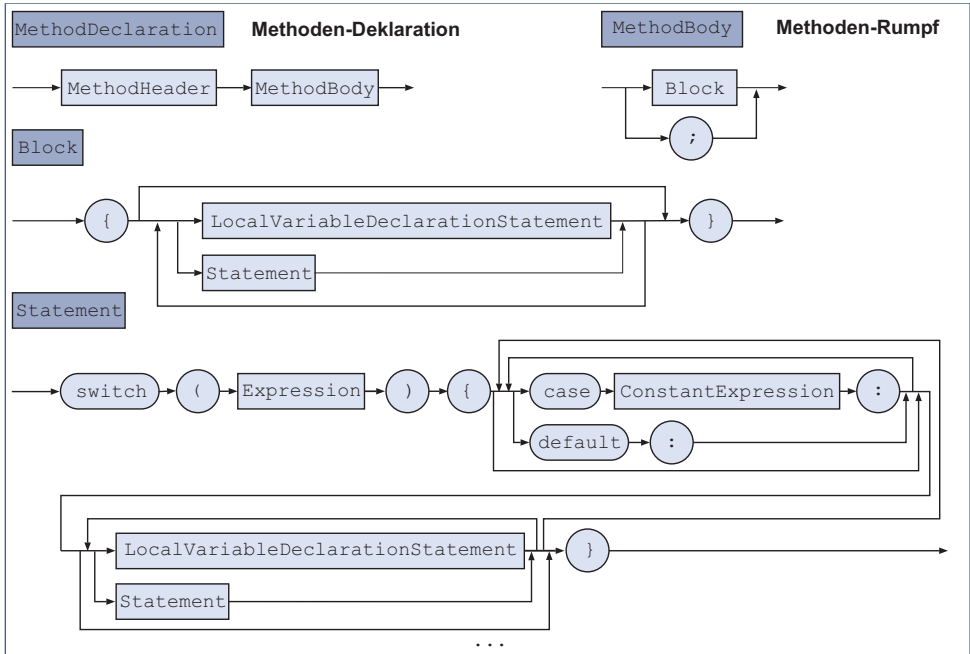 MethodDeclaration Methoden-Deklaration
MethodBody Methoden-Rumpf
MethodHeader MethodBody
Block
;
Block
{ LocalVariableDeclarationStatement }
Statement
Statement
switch ( Expression ) { case ConstantExpression :
default :
LocalVariableDeclarationStatement }
Statement
...